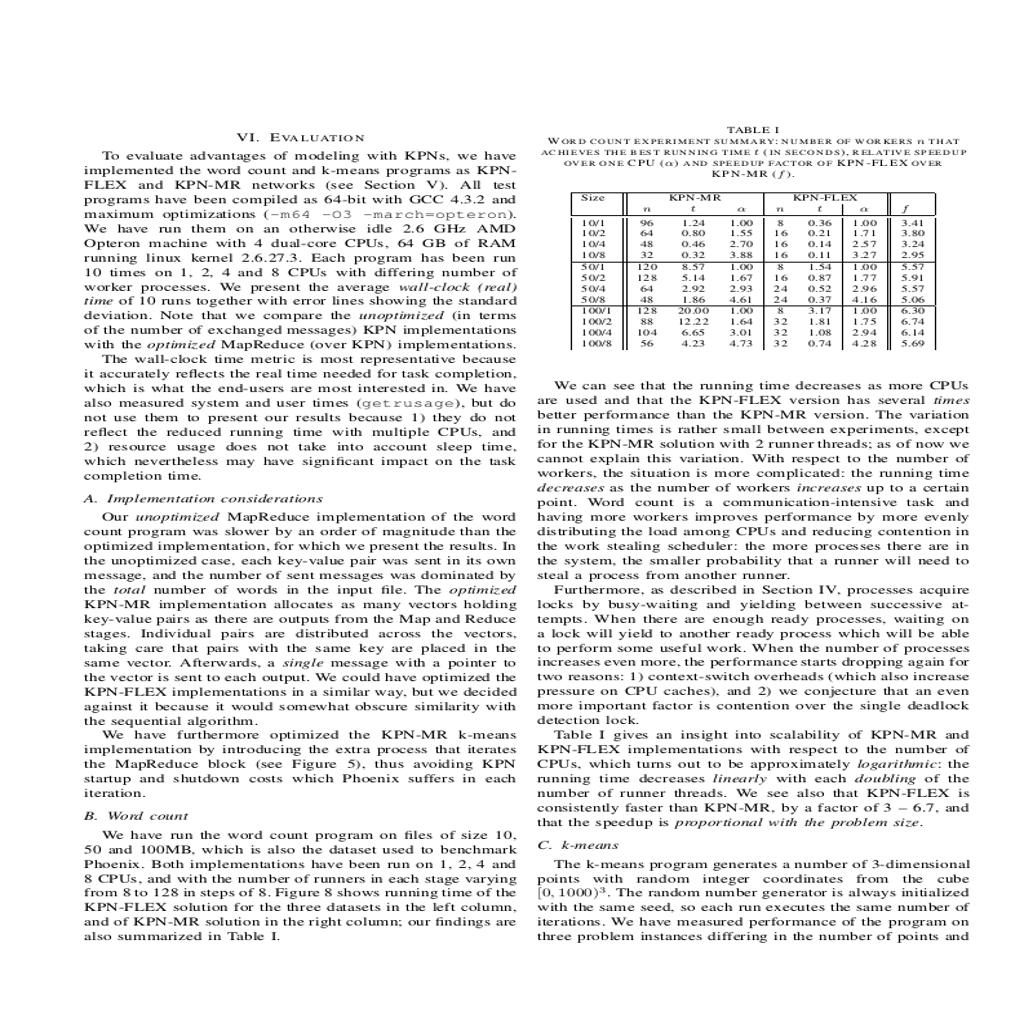 VI. EVALUATION
To evaluate advantages of modeling with KPNs, we have
implemented the word count and k-means programs as KPN-
FLEX and KPN-MR networks (see Section V). All test
programs have been compiled as 64-bit with GCC 4.3.2 and
maximum optimizations (-m64 -O3 -march=opteron).
We have run them on an otherwise idle 2.6 GHz AMD
Opteron machine with 4 dual-core CPUs, 64 GB of RAM
running linux kernel 2.6.27.3. Each program has been run
10 times on 1, 2, 4 and 8 CPUs with differing number of
worker processes. We present the average wall-clock (real)
time of 10 runs together with error lines showing the standard
deviation. Note that we compare the unoptimized (in terms
of the number of exchanged messages) KPN implementations
with the optimized MapReduce (over KPN) implementations.
The wall-clock time metric is most representative because
it accurately reflects the real time needed for task completion,
which is what the end-users are most interested in. We have
also measured system and user times (getrusage), but do
not use them to present our results because 1) they do not
reflect the reduced running time with multiple CPUs, and
2) resource usage does not take into account sleep time,
which nevertheless may have significant impact on the task
completion time.
A. Implementation considerations
Our unoptimized MapReduce implementation of the word
count program was slower by an order of magnitude than the
optimized implementation, for which we present the results. In
the unoptimized case, each key-value pair was sent in its own
message, and the number of sent messages was dominated by
the total number of words in the input file. The optimized
KPN-MR implementation allocates as many vectors holding
key-value pairs as there are outputs from the Map and Reduce
stages. Individual pairs are distributed across the vectors,
taking care that pairs with the same key are placed in the
same vector. Afterwards, a single message with a pointer to
the vector is sent to each output. We could have optimized the
KPN-FLEX implementations in a similar way, but we decided
against it because it would somewhat obscure similarity with
the sequential algorithm.
We have furthermore optimized the KPN-MR k-means
implementation by introducing the extra process that iterates
the MapReduce block (see Figure 5), thus avoiding KPN
startup and shutdown costs which Phoenix suffers in each
iteration.
B. Word count
We have run the word count program on files of size 10,
50 and 100MB, which is also the dataset used to benchmark
Phoenix. Both implementations have been run on 1, 2, 4 and
8 CPUs, and with the number of runners in each stage varying
from 8 to 128 in steps of 8. Figure 8 shows running time of the
KPN-FLEX solution for the three datasets in the left column,
and of KPN-MR solution in the right column; our findings are
also summarized in Table I.
TABLE I
WORD COUNT EXPERIMENT SUMMARY: NUMBER OF WORKERS n THAT
ACHIEVES THE BEST RUNNING TIME t (IN SECONDS), RELATIVE SPEEDUP
OVER ONE CPU (α) AND SPEEDUP FACTOR OF KPN-FLEX OVER
KPN-MR (f).
Size KPN-MR KPN-FLEX
n t α n t α f
10/1 96 1.24 1.00 8 0.36 1.00 3.41
10/2 64 0.80 1.55 16 0.21 1.71 3.80
10/4 48 0.46 2.70 16 0.14 2.57 3.24
10/8 32 0.32 3.88 16 0.11 3.27 2.95
50/1 120 8.57 1.00 8 1.54 1.00 5.57
50/2 128 5.14 1.67 16 0.87 1.77 5.91
50/4 64 2.92 2.93 24 0.52 2.96 5.57
50/8 48 1.86 4.61 24 0.37 4.16 5.06
100/1 128 20.00 1.00 8 3.17 1.00 6.30
100/2 88 12.22 1.64 32 1.81 1.75 6.74
100/4 104 6.65 3.01 32 1.08 2.94 6.14
100/8 56 4.23 4.73 32 0.74 4.28 5.69
We can see that the running time decreases as more CPUs
are used and that the KPN-FLEX version has several times
better performance than the KPN-MR version. The variation
in running times is rather small between experiments, except
for the KPN-MR solution with 2 runner threads; as of now we
cannot explain this variation. With respect to the number of
workers, the situation is more complicated: the running time
decreases as the number of workers increases up to a certain
point. Word count is a communication-intensive task and
having more workers improves performance by more evenly
distributing the load among CPUs and reducing contention in
the work stealing scheduler: the more processes there are in
the system, the smaller probability that a runner will need to
steal a process from another runner.
Furthermore, as described in Section IV, processes acquire
locks by busy-waiting and yielding between successive at-
tempts. When there are enough ready processes, waiting on
a lock will yield to another ready process which will be able
to perform some useful work. When the number of processes
increases even more, the performance starts dropping again for
two reasons: 1) context-switch overheads (which also increase
pressure on CPU caches), and 2) we conjecture that an even
more important factor is contention over the single deadlock
detection lock.
Table I gives an insight into scalability of KPN-MR and
KPN-FLEX implementations with respect to the number of
CPUs, which turns out to be approximately logarithmic: the
running time decreases linearly with each doubling of the
number of runner threads. We see also that KPN-FLEX is
consistently faster than KPN-MR, by a factor of 3 – 6.7, and
that the speedup is proportional with the problem size.
C. k-means
The k-means program generates a number of 3-dimensional
points with random integer coordinates from the cube
[0, 1000)³. The random number generator is always initialized
with the same seed, so each run executes the same number of
iterations. We have measured performance of the program on
three problem instances differing in the number of points and